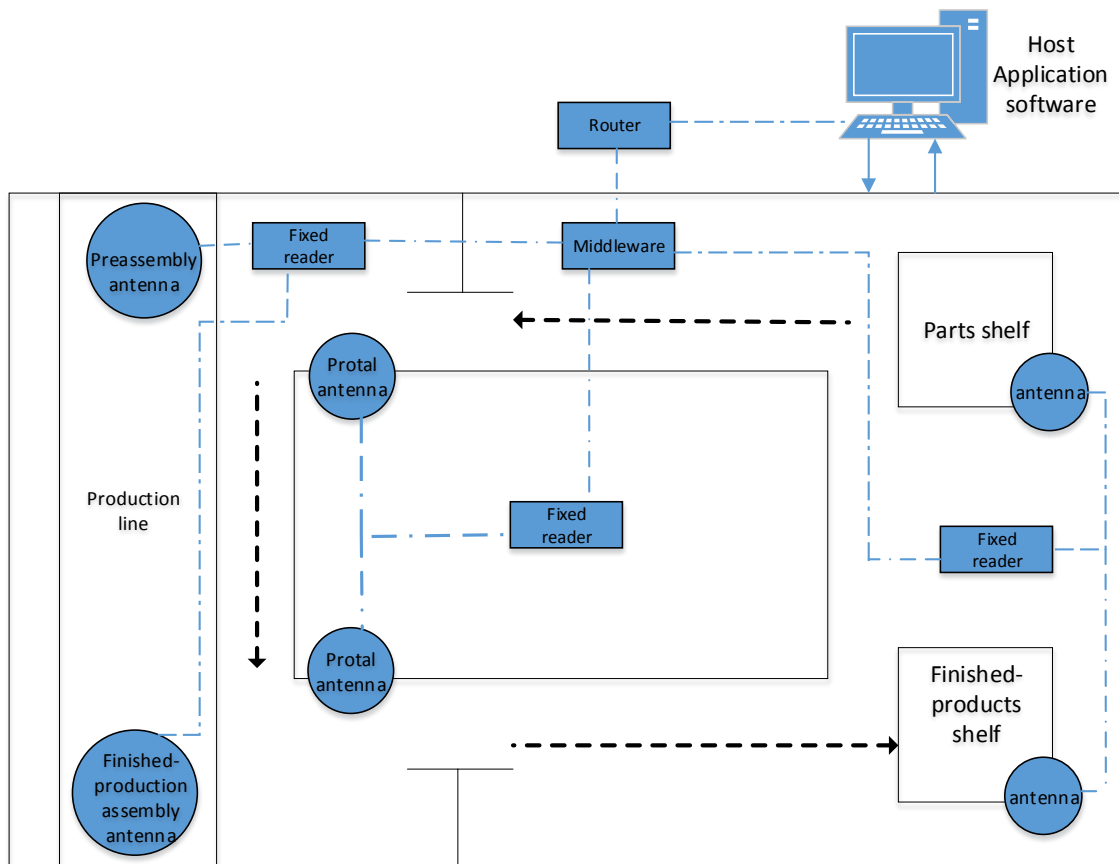 Host
Application
software
Router
Preassembly
antenna
Fixed
reader
Middleware
Parts shelf
antenna
Protal
antenna
Production
line
Fixed
reader
Fixed
reader
Protal
antenna
Finished-
products
shelf
antenna
Finished-
production
assembly
antenna